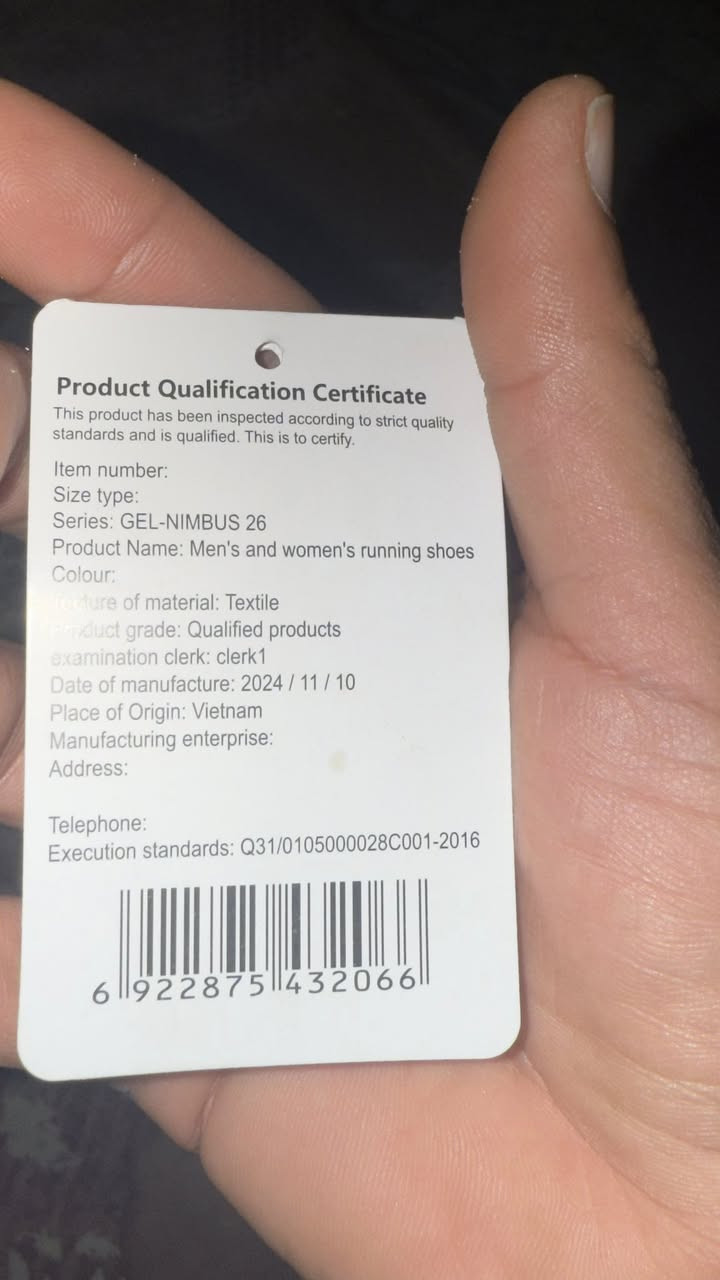 Product Qualification Certificate
This product has been inspected according to strict quality
standards and is qualified. This is to certify.
Item number:
Size type:
Series: GEL-NIMBUS 26
Product Name: Men's and women's running shoes
Colour:
of material: Textile
grade: Qualified products
examination clerk: clerk1
Date of manufacture: 2024 / 11 / 10
Place of Origin: Vietnam
Manufacturing enterprise:
Address:
Telephone:
Execution standards: Q31/0105000028C001-2016
6 922875 432066